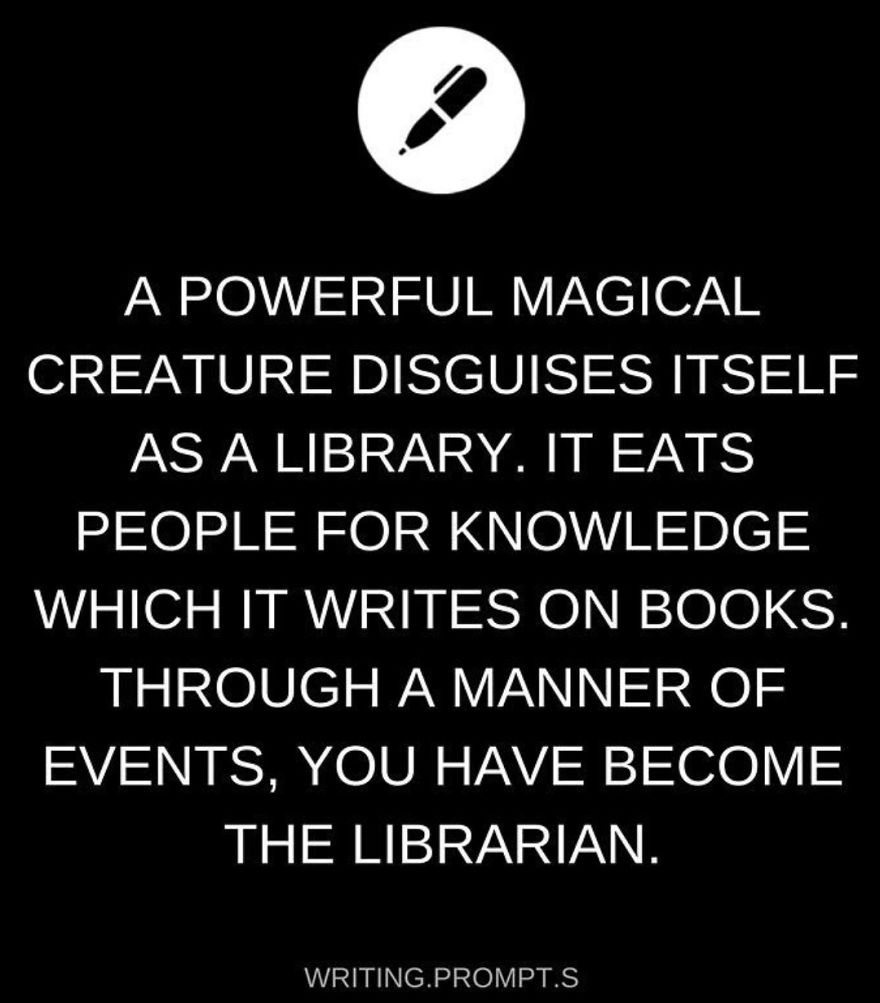 A POWERFUL MAGICAL
CREATURE DISGUISES ITSELF
AS A LIBRARY. IT EATS
PEOPLE FOR KNOWLEDGE
WHICH IT WRITES ON BOOKS.
THROUGH A MANNER OF
EVENTS, YOU HAVE BECOME
THE LIBRARIAN.
WRITING.PROMPT.S